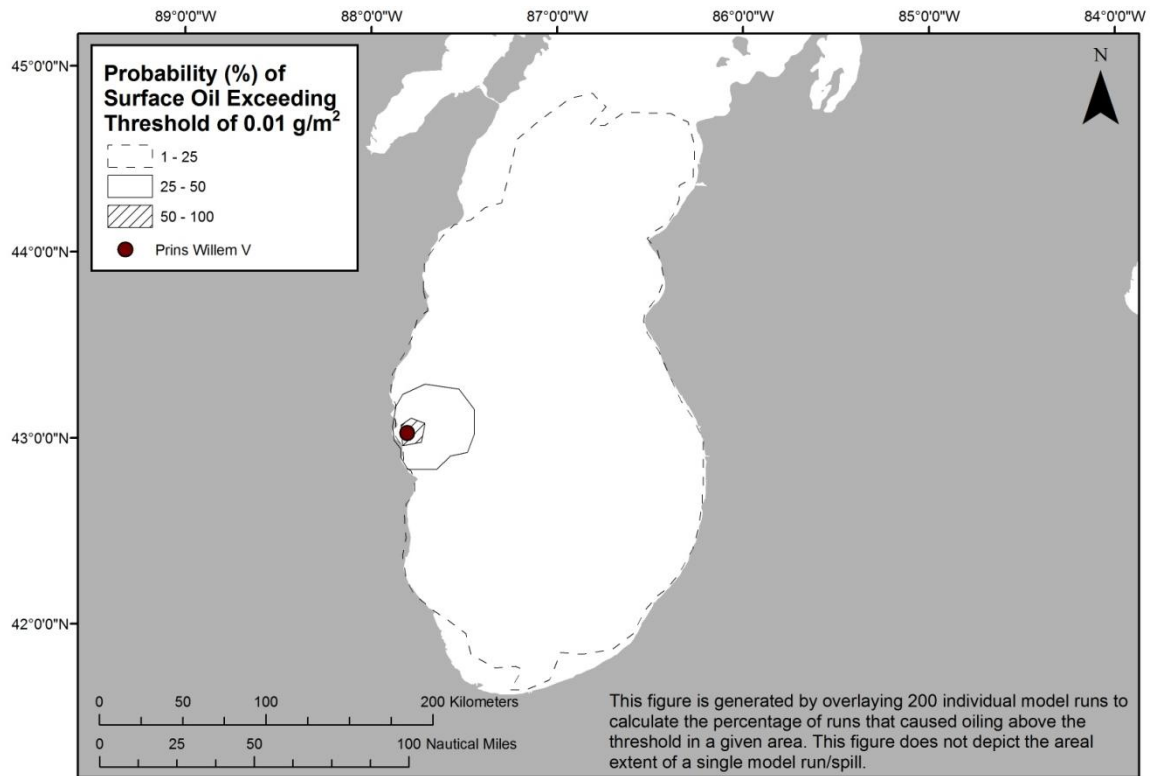 89°0'0"W 88°0'0"W 87°0'0"W 86°0'0"W 85°0'0"W 84°0'0"W
45°0'0"N
Probability (%) of
Surface Oil Exceeding
Threshold of 0.01 g/m²
1 - 25
25 - 50
50 - 100
Prins Willem V
N
44°0'0"N
43°0'0"N
42°0'0"N
0 50 100 200 Kilometers
0 25 50 100 Nautical Miles
This figure is generated by overlaying 200 individual model runs to
calculate the percentage of runs that caused oiling above the
threshold in a given area. This figure does not depict the areal
extent of a single model run/spill.